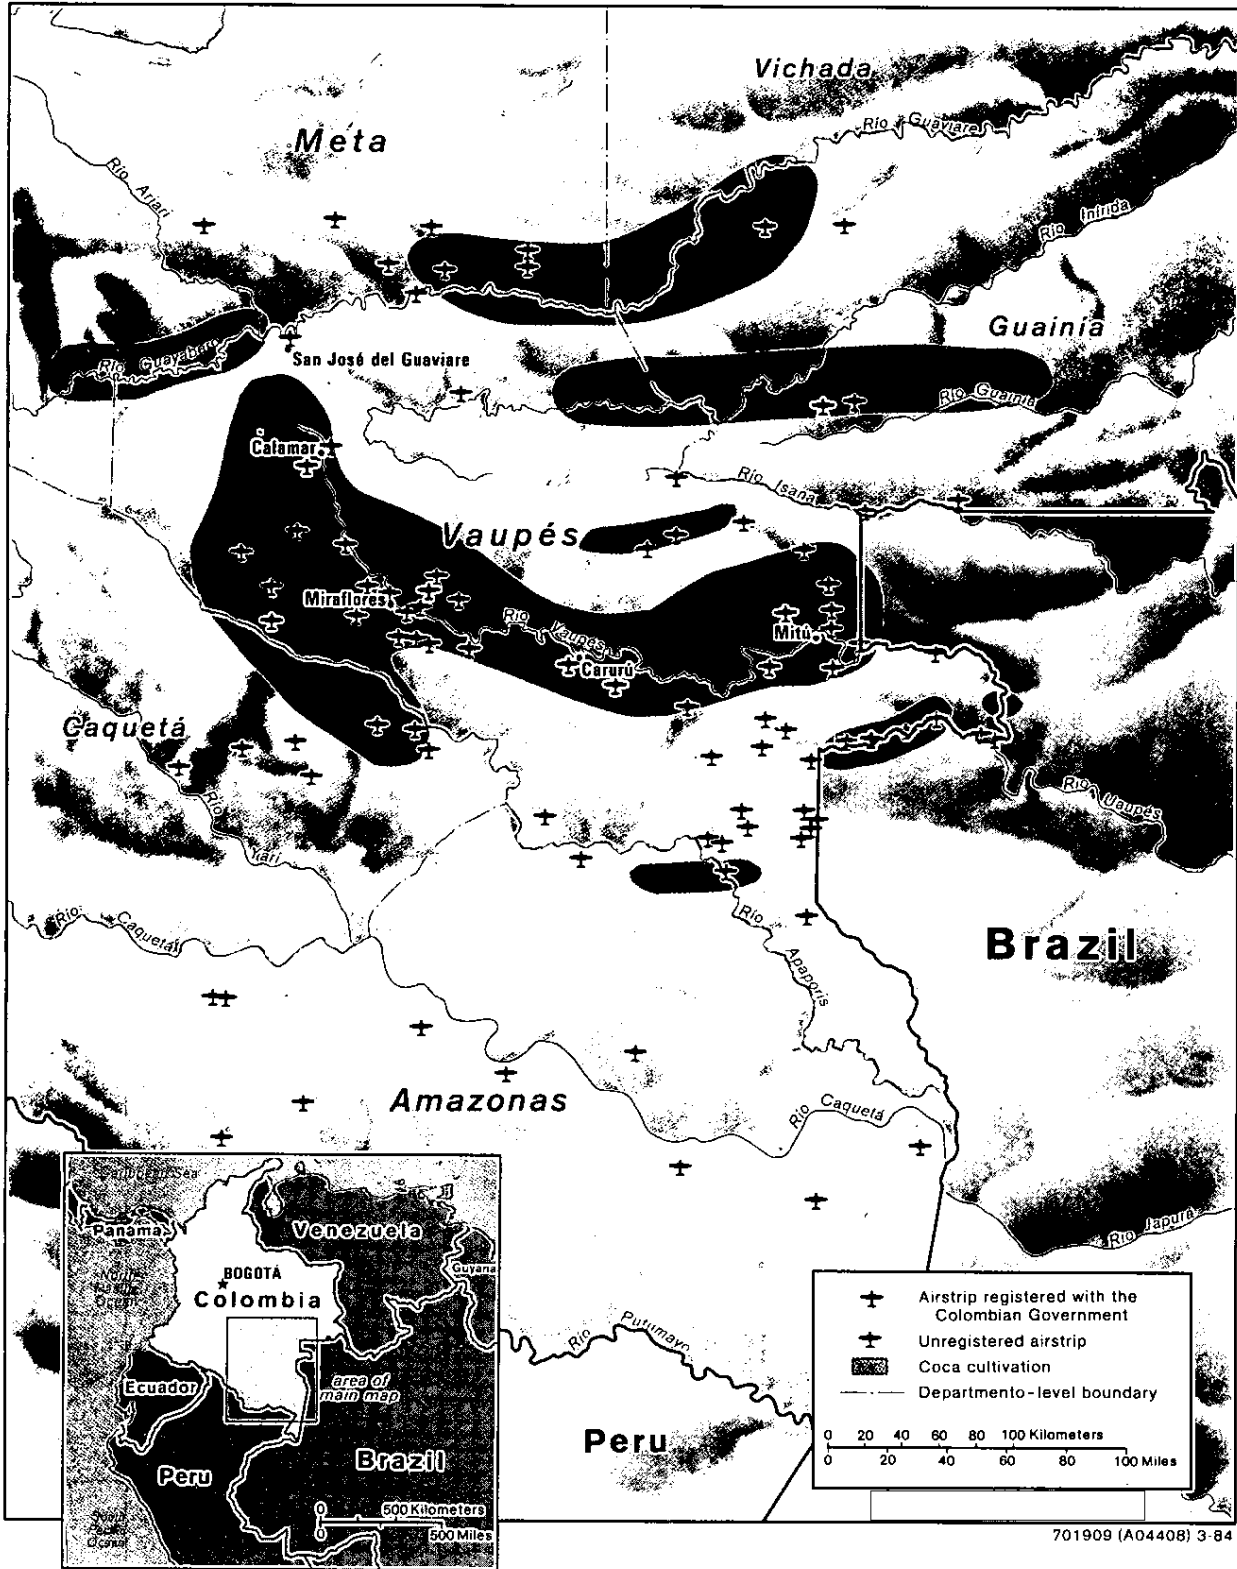 Vichada
Meta
Río Guaviare
Río Ariari
Río Inírida
Guainía
Río Guayabero
San José del Guaviare
Río Guainía
Calamar
Río Isana
Vaupés
Miraflores
Río Vaupés
Mitú
Carurú
Caquetá
Río Yarí
Río Uaupés
Río Caquetá
Río Apaporis
Brazil
Amazonas
Río Caquetá
Río Japurá
Río Putumayo
Peru
Caribbean Sea
Panama
Venezuela
Guyana
North
Pacific
Ocean
BOGOTÁ
Colombia
area of
main map
Ecuador
Peru
Brazil
South
Pacific
Ocean
0 500 Kilometers
0 500 Miles
Airstrip registered with the
Colombian Government
Unregistered airstrip
Coca cultivation
Departmento-level boundary
0 20 40 60 80 100 Kilometers
0 20 40 60 80 100 Miles
701909 (A04408) 3-84